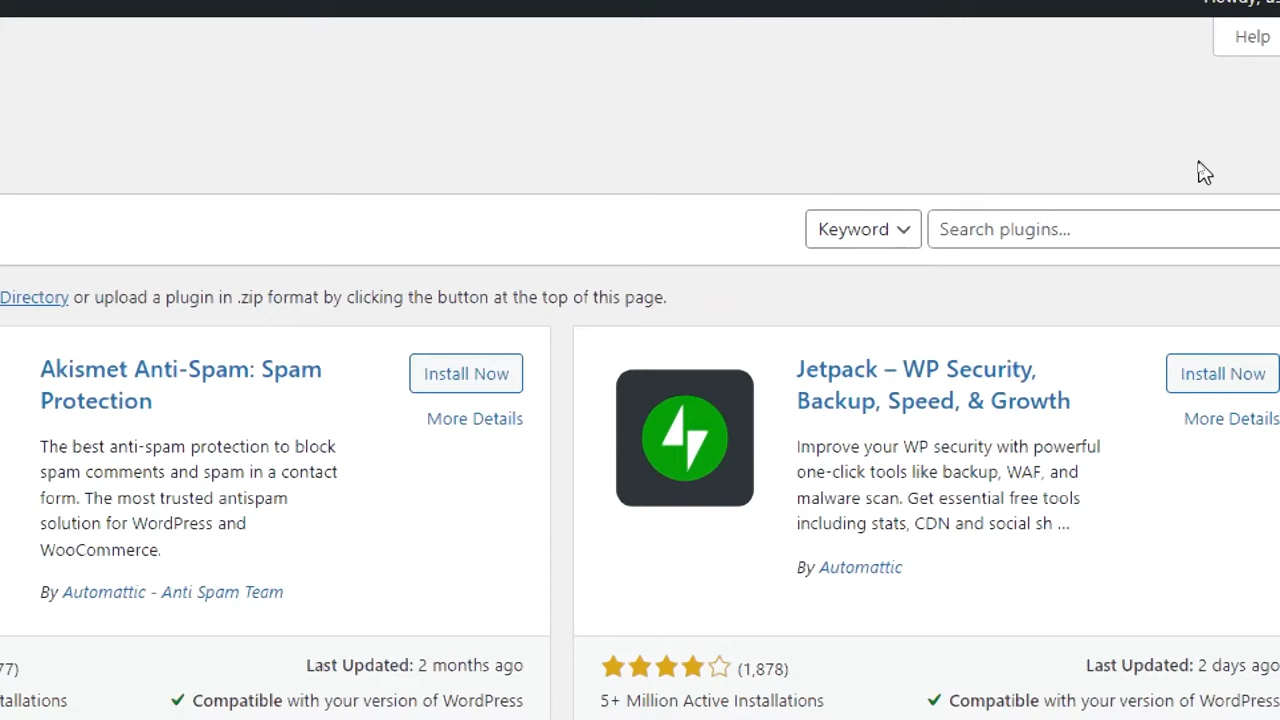 Help
Keyword
Search plugins...
Directory or upload a plugin in .zip format by clicking the button at the top of this page.
Akismet Anti-Spam: Spam
Protection
Install Now
More Details
The best anti-spam protection to block
spam comments and spam in a contact
form. The most trusted antispam
solution for WordPress and
WooCommerce.
By Automattic - Anti Spam Team
77)
Last Updated: 2 months ago
tallations
Compatible with your version of WordPress
Jetpack – WP Security,
Backup, Speed, & Growth
Install Now
More Details
Improve your WP security with powerful
one-click tools like backup, WAF, and
malware scan. Get essential free tools
including stats, CDN and social sh ...
By Automattic
(1,878)
Last Updated: 2 days ago
5+ Million Active Installations
Compatible with your version of WordPress